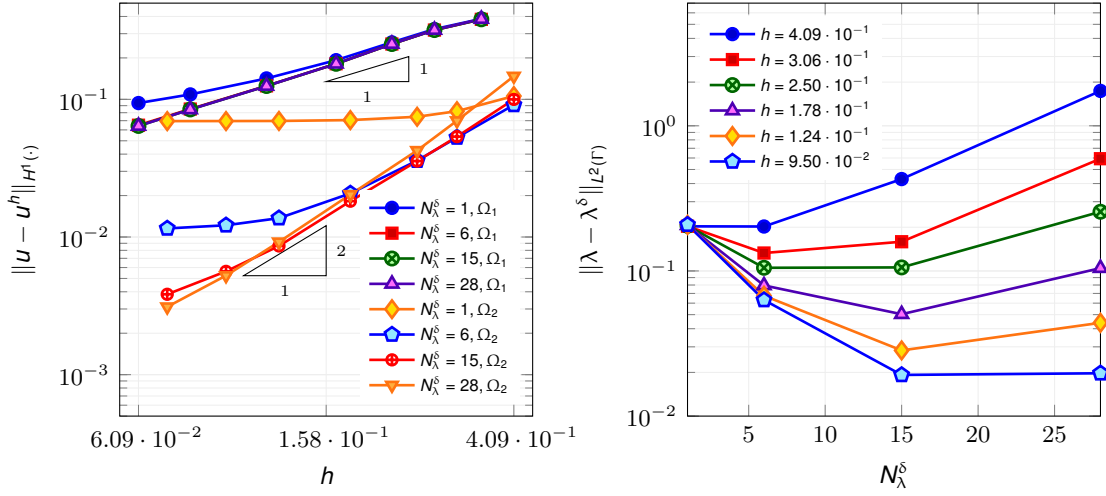 10^{-1}
10^{-2}
10^{-3}
||u − u^h||_{H^1(·)}
1
1
2
1
N_λ^δ = 1, Ω_1
N_λ^δ = 6, Ω_1
N_λ^δ = 15, Ω_1
N_λ^δ = 28, Ω_1
N_λ^δ = 1, Ω_2
N_λ^δ = 6, Ω_2
N_λ^δ = 15, Ω_2
N_λ^δ = 28, Ω_2
6.09 · 10^{-2} 1.58 · 10^{-1} 4.09 · 10^{-1}
h
10^0
10^{-1}
10^{-2}
||λ − λ^δ||_{L^2(Γ)}
h = 4.09 · 10^{-1}
h = 3.06 · 10^{-1}
h = 2.50 · 10^{-1}
h = 1.78 · 10^{-1}
h = 1.24 · 10^{-1}
h = 9.50 · 10^{-2}
5 10 15 20 25
N_λ^δ